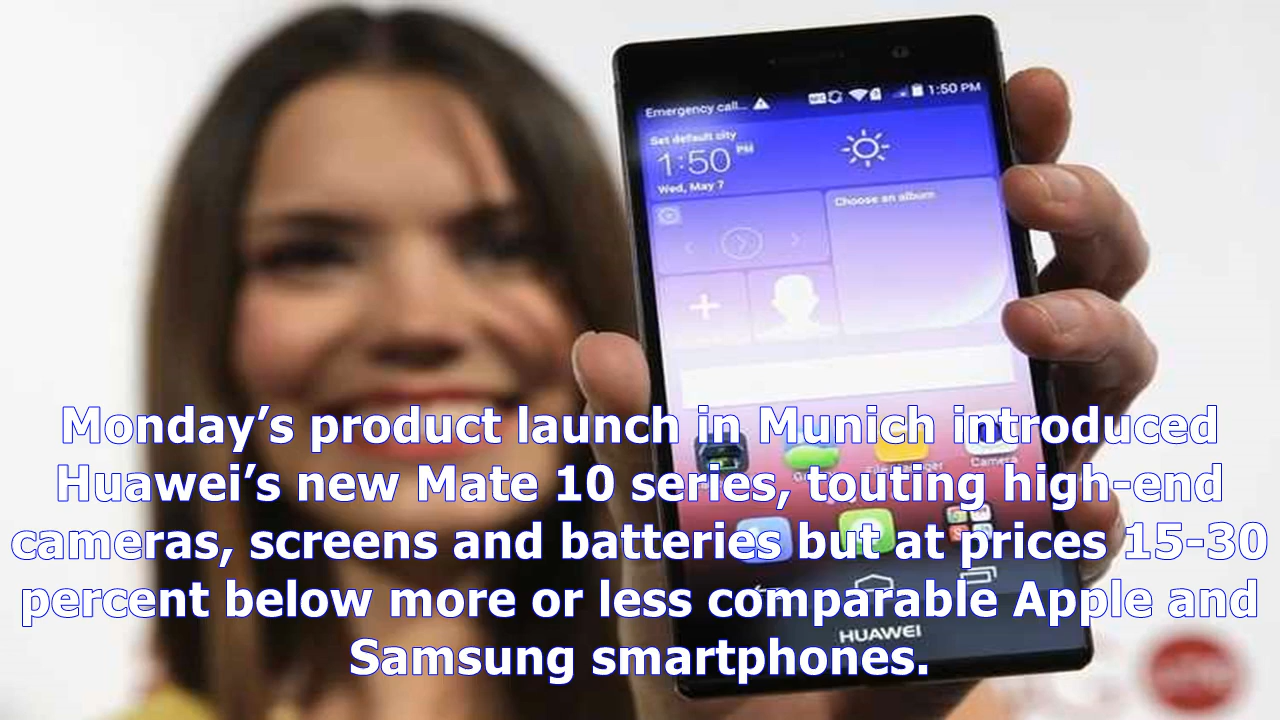 Emergency call...
1:50 PM
Set default city
1:50 PM
Wed, May 7
Choose an album
Camera
Monday’s product launch in Munich introduced
Huawei’s new Mate 10 series, touting high-end
cameras, screens and batteries but at prices 15-30
percent below more or less comparable Apple and
Samsung smartphones.
HUAWEI